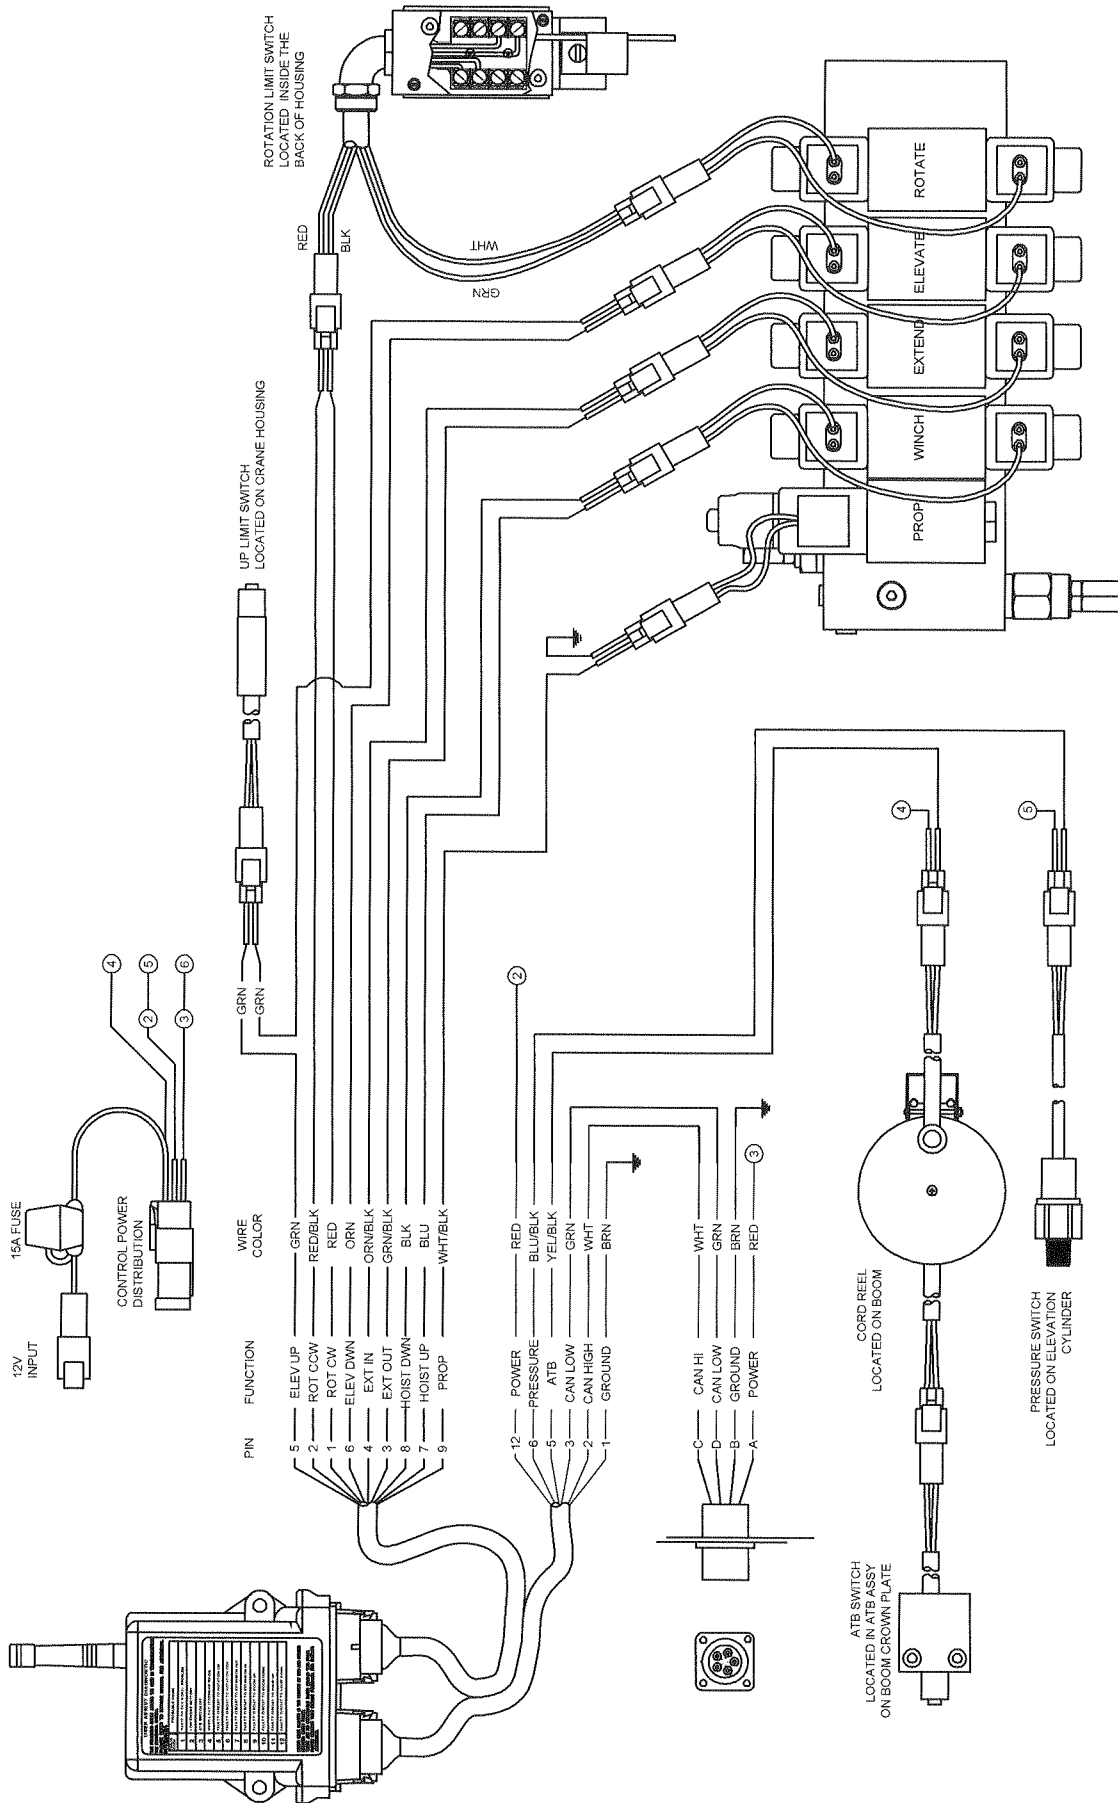 12V
INPUT
15A FUSE
CONTROL POWER
DISTRIBUTION
4
2
5
3
6
PIN
FUNCTION
WIRE
COLOR
5 ELEV UP GRN
2 ROT CCW RED/BLK
1 ROT CW RED
6 ELEV DWN ORN
4 EXT IN ORN/BLK
3 EXT OUT GRN/BLK
8 HOIST DWN BLK
7 HOIST UP BLU
9 PROP WHT/BLK
12 POWER RED
2
6 PRESSURE BLU/BLK
5 ATB YEL/BLK
3 CAN LOW GRN
2 CAN HIGH WHT
1 GROUND BRN
C CAN HI WHT
D CAN LOW GRN
B GROUND BRN
A POWER RED
3
GRN
GRN
UP LIMIT SWITCH
LOCATED ON CRANE HOUSING
ROTATION LIMIT SWITCH
LOCATED INSIDE THE
BACK OF HOUSING
RED
BLK
WHT
GRN
PROP
WINCH
EXTEND
ELEVATE
ROTATE
4
5
CORD REEL
LOCATED ON BOOM
PRESSURE SWITCH
LOCATED ON ELEVATION
CYLINDER
ATB SWITCH
LOCATED IN ATB ASSY
ON BOOM CROWN PLATE